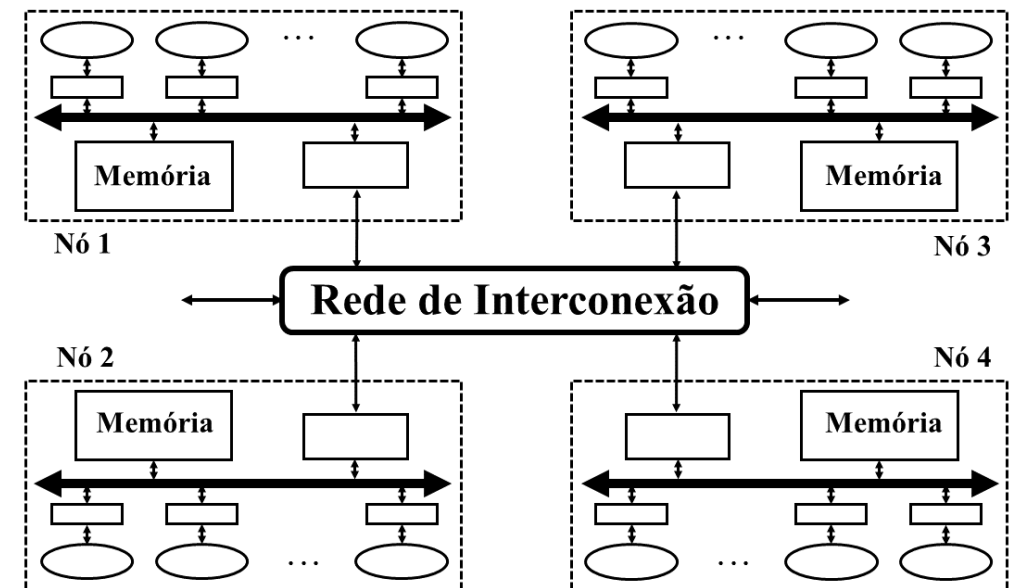 . . .
. . .
Memória
Memória
Nó 1
Nó 3
Rede de Interconexão
Nó 2
Nó 4
Memória
Memória
. . .
. . .